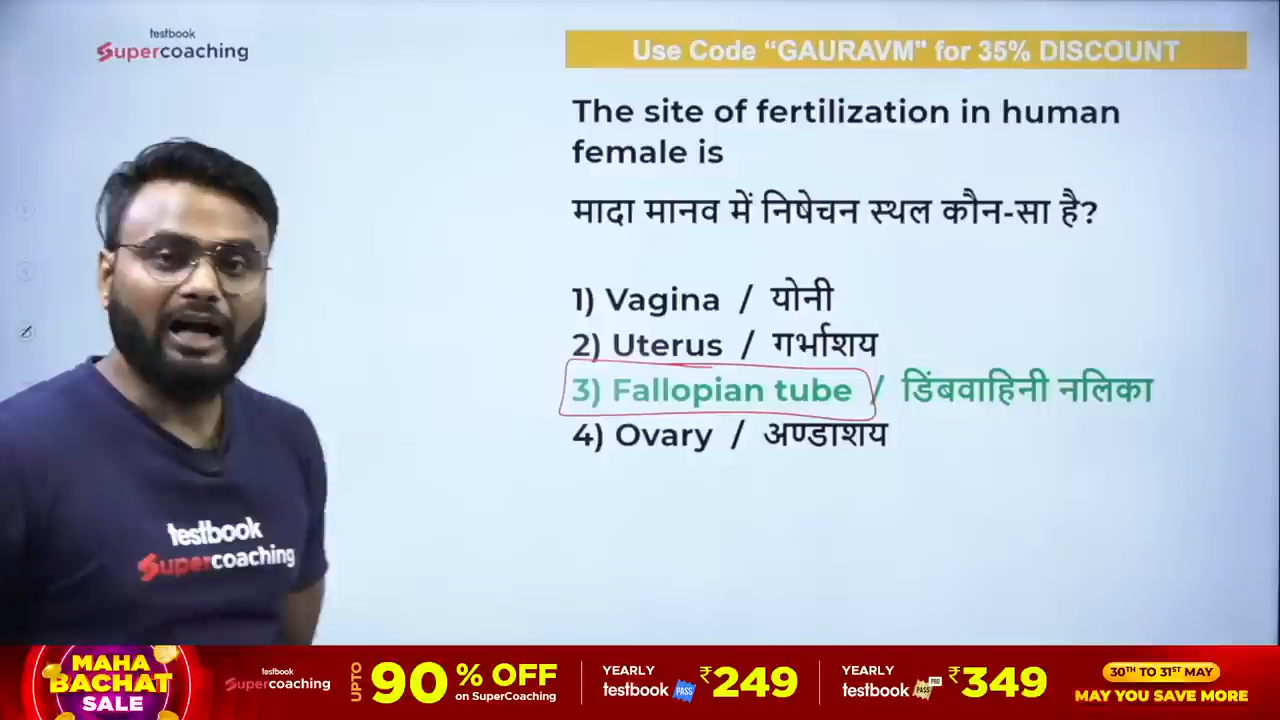 testbook
Supercoaching
Use Code “GAURAVM" for 35% DISCOUNT
The site of fertilization in human
female is
मादा मानव में निषेचन स्थल कौन-सा है?
1) Vagina / योनी
2) Uterus / गर्भाशय
3) Fallopian tube / डिंबवाहिनी नलिका
4) Ovary / अण्डाशय
testbook
Supercoaching
MAHA
BACHAT
SALE
testbook
Supercoaching
UPTO 90% OFF
on SuperCoaching
YEARLY
testbook PASS
₹249
YEARLY
testbook PASS PRO
₹349
30TH TO 31ST MAY
MAY YOU SAVE MORE